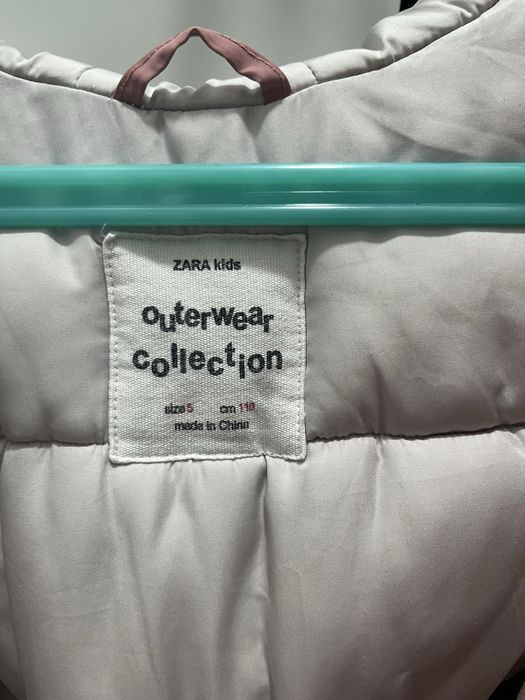 ZARA kids
outerwear
collection
size 5 cm 110
made in China